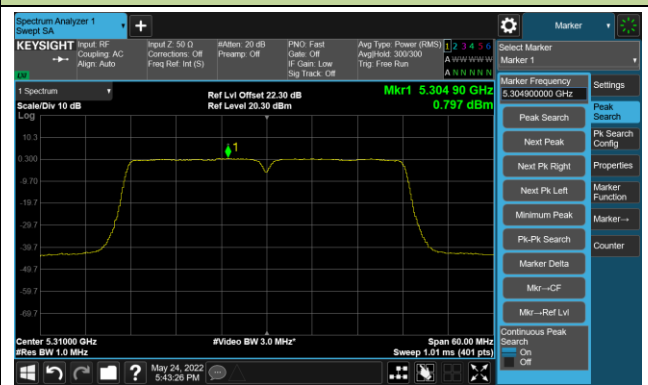 Spectrum Analyzer 1
Swept SA
+
Marker
KEYSIGHT
Input: RF
Coupling: AC
Align: Auto
Input Z: 50 Ω
Corrections: Off
Freq Ref: Int (S)
#Atten: 20 dB
Preamp: Off
PNO: Fast
Gate: Off
IF Gain: Low
Sig Track: Off
Avg Type: Power (RMS)
Avg|Hold: 300/300
Trig: Free Run
1 2 3 4 5 6
A W W W W W
A N N N N N
Select Marker
Marker 1
1 Spectrum
Scale/Div 10 dB
Log
Ref Lvl Offset 22.30 dB
Ref Level 20.30 dBm
Mkr1 5.304 90 GHz
0.797 dBm
10.3
0.300
-9.70
-19.7
-29.7
-39.7
-49.7
-59.7
-69.7
1
Center 5.31000 GHz
#Res BW 1.0 MHz
#Video BW 3.0 MHz*
Span 60.00 MHz
Sweep 1.01 ms (401 pts)
Marker Frequency
5.304900000 GHz
Peak Search
Next Peak
Next Pk Right
Next Pk Left
Minimum Peak
Pk-Pk Search
Marker Delta
Mkr→CF
Mkr→Ref Lvl
Continuous Peak
Search
On
Off
Settings
Peak
Search
Pk Search
Config
Properties
Marker
Function
Marker→
Counter
?
May 24, 2022
5:43:26 PM